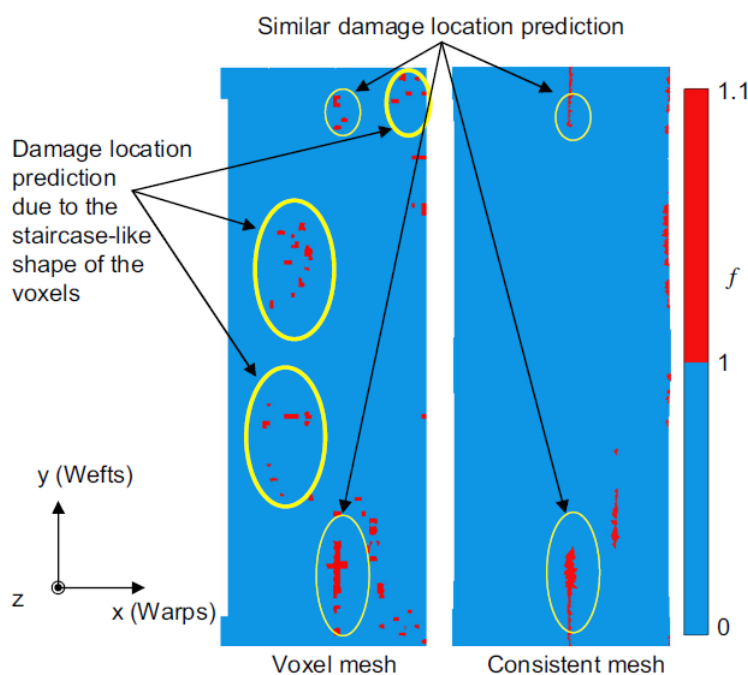 Similar damage location prediction
Damage location
prediction
due to the
staircase-like
shape of the
voxels
1.1
f
1
0
y (Wefts)
z
x (Warps)
Voxel mesh
Consistent mesh